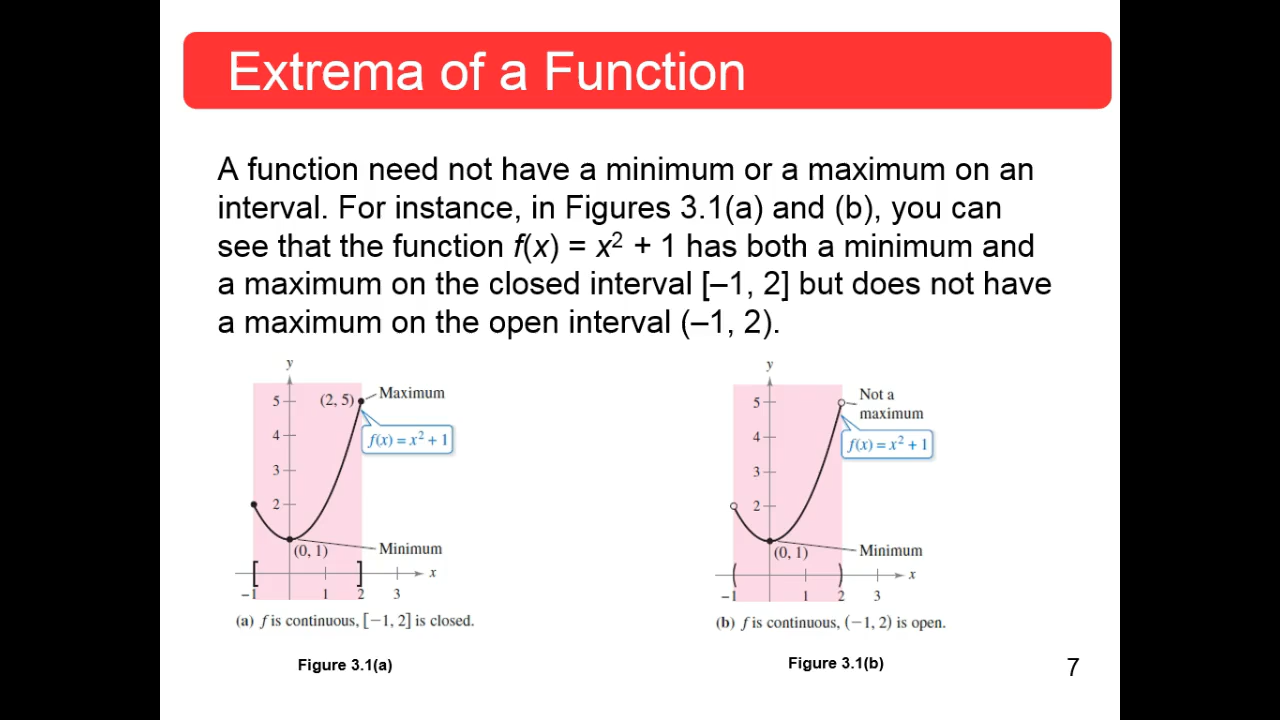 Extrema of a Function
A function need not have a minimum or a maximum on an
interval. For instance, in Figures 3.1(a) and (b), you can
see that the function f(x) = x² + 1 has both a minimum and
a maximum on the closed interval [–1, 2] but does not have
a maximum on the open interval (–1, 2).
y
5
(2, 5)
Maximum
4
f(x) = x² + 1
3
2
(0, 1)
Minimum
x
−1
1
2
3
(a) f is continuous, [−1, 2] is closed.
Figure 3.1(a)
y
5
Not a
maximum
4
f(x) = x² + 1
3
2
(0, 1)
Minimum
x
−1
1
2
3
(b) f is continuous, (−1, 2) is open.
Figure 3.1(b)
7